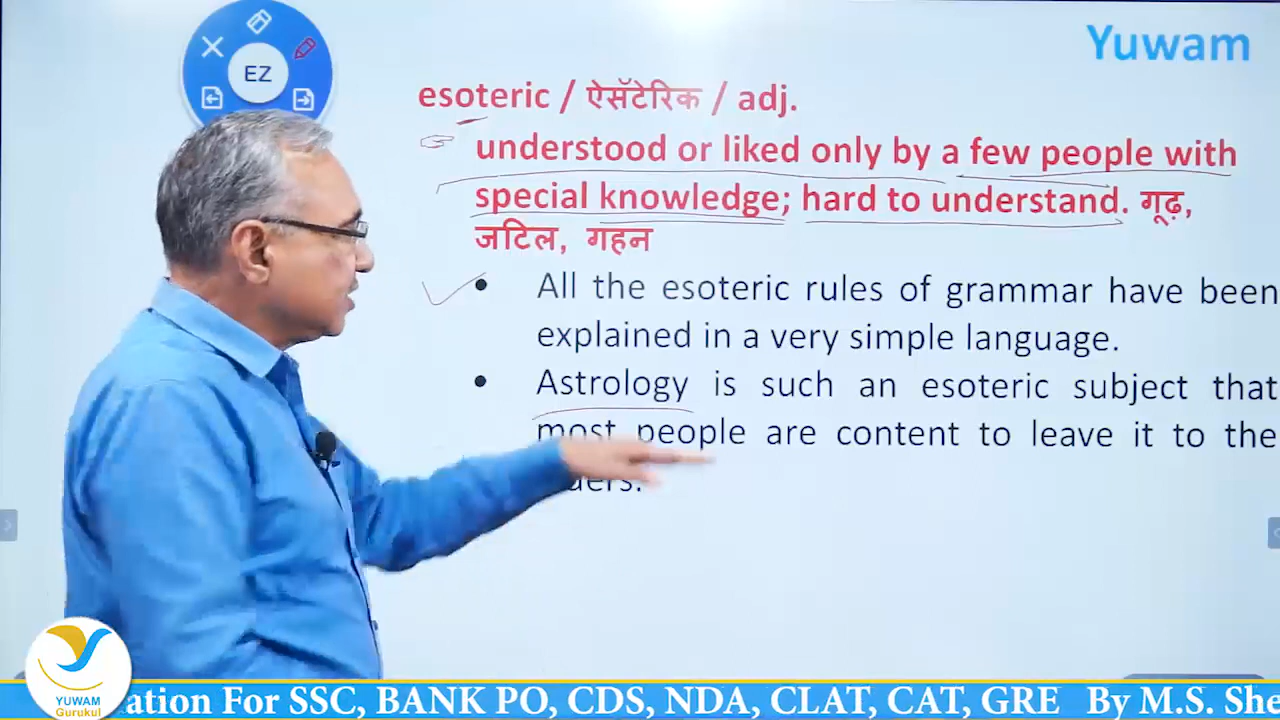 EZ
Yuwam
esoteric / ऐसॅटेरिक / adj.
understood or liked only by a few people with
special knowledge; hard to understand. गूढ़,
जटिल, गहन
• All the esoteric rules of grammar have been
explained in a very simple language.
• Astrology is such an esoteric subject that
most people are content to leave it to the
YUWAM
Gurukul
For SSC, BANK PO, CDS, NDA, CLAT, CAT, GRE By M.S.